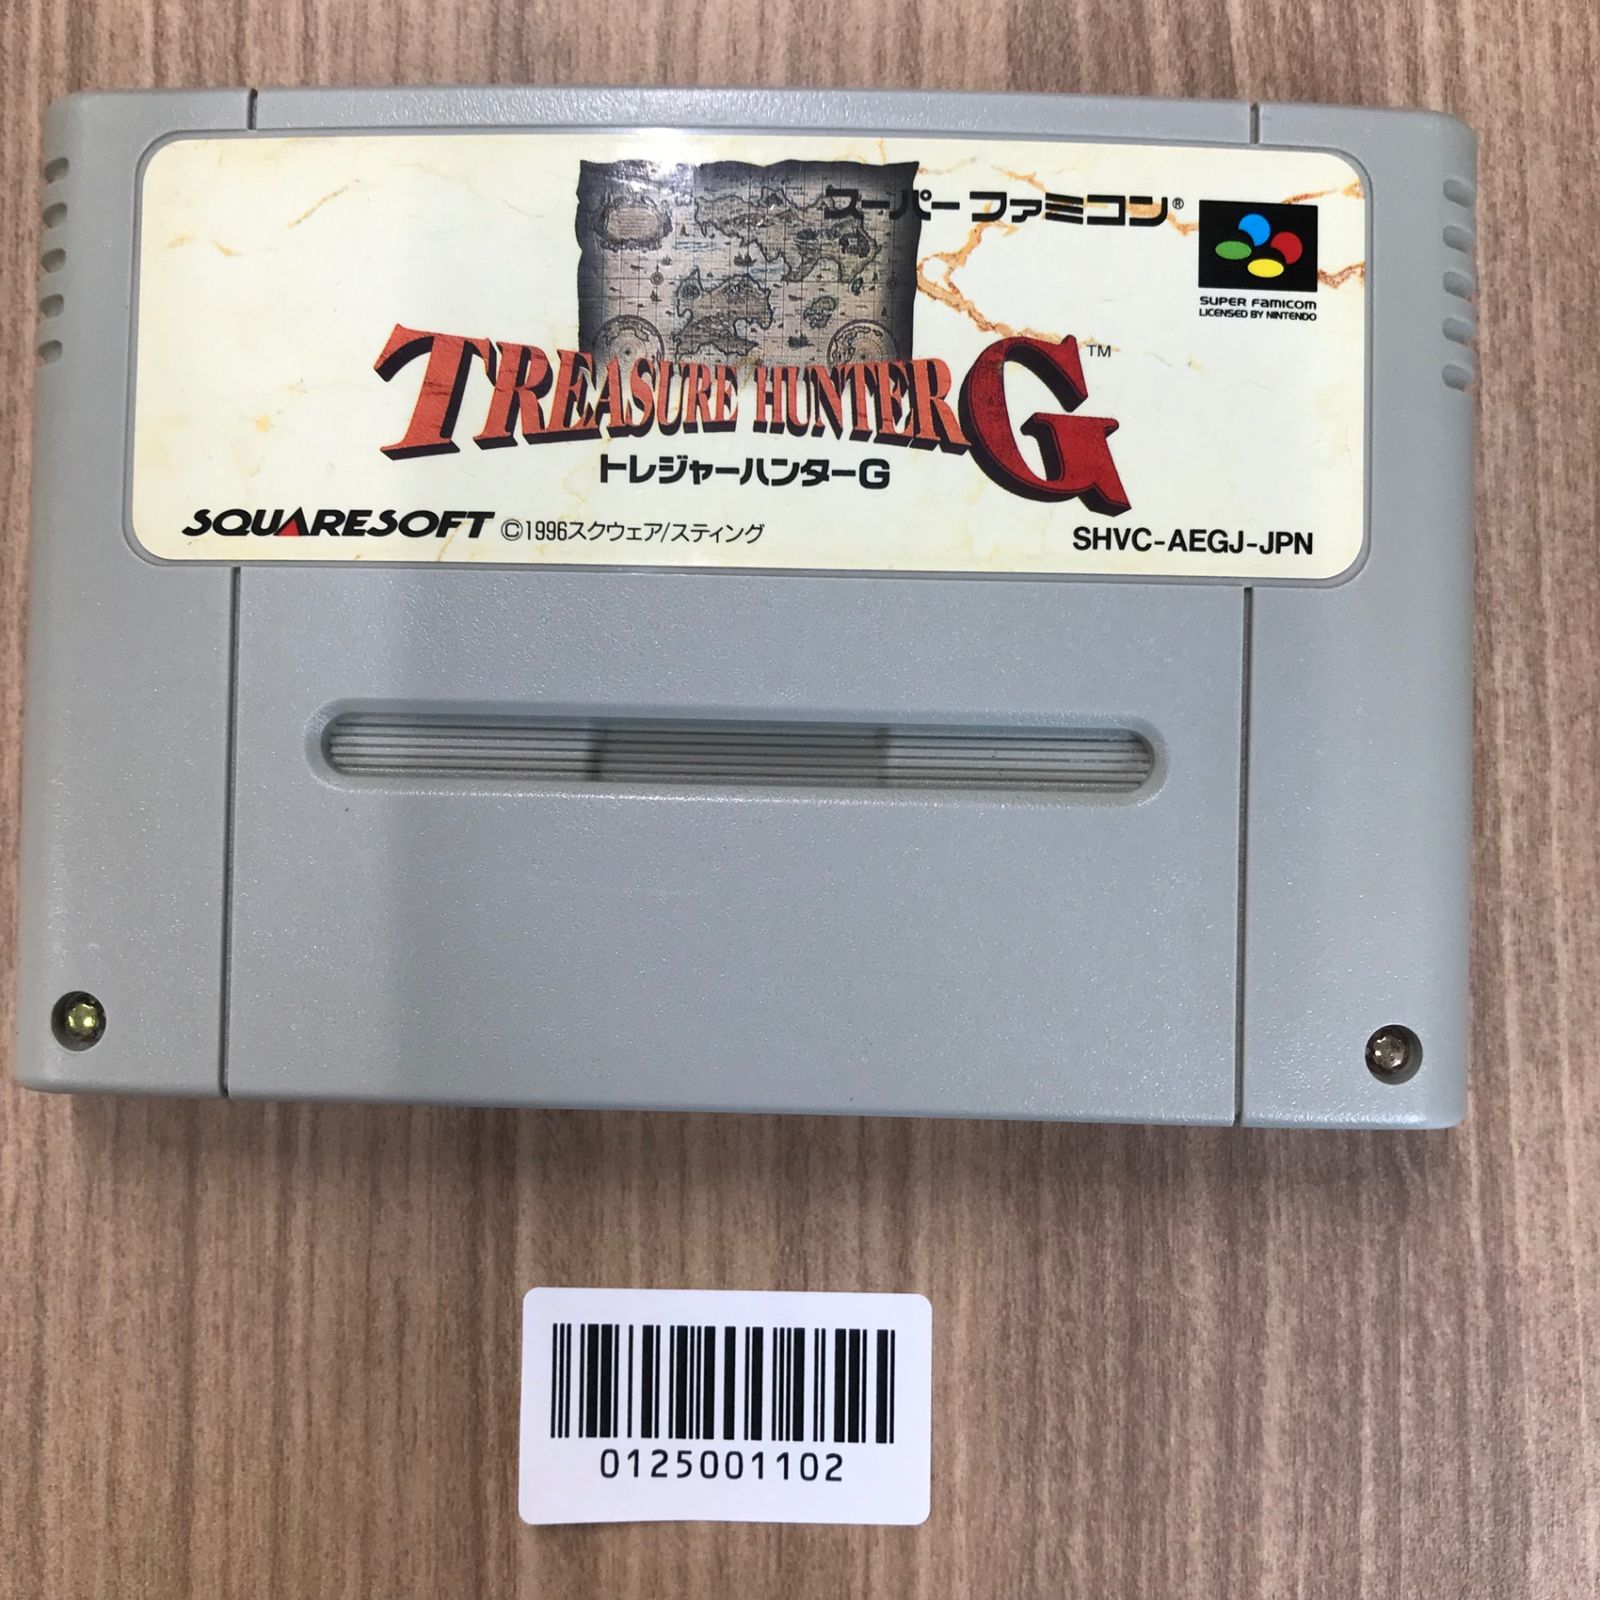 スーパーファミコン®
SUPER FAMICOM
LICENSED BY NINTENDO
TREASURE HUNTER G™
トレジャーハンターG
SQUARESOFT ©1996スクウェア/スティング
SHVC-AEGJ-JPN
0125001102